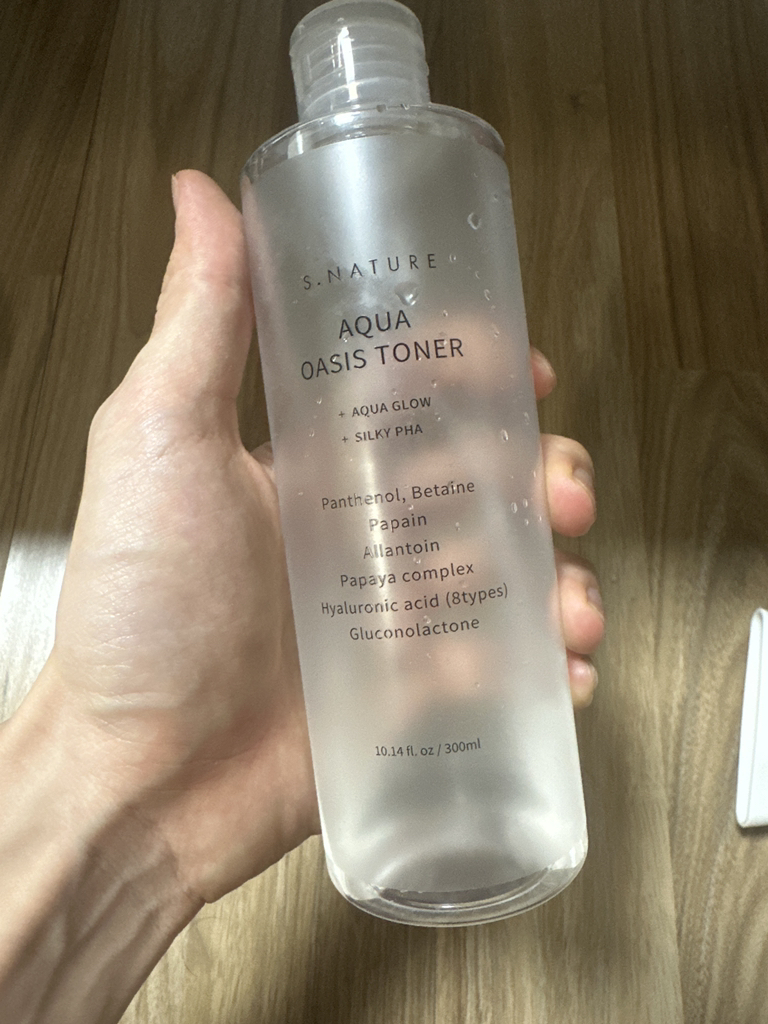 S.NATURE
AQUA
OASIS TONER
+ AQUA GLOW
+ SILKY PHA
Panthenol, Betaine
Papain
Allantoin
Papaya complex
Hyaluronic acid (8types)
Gluconolactone
10.14 fl. oz / 300ml